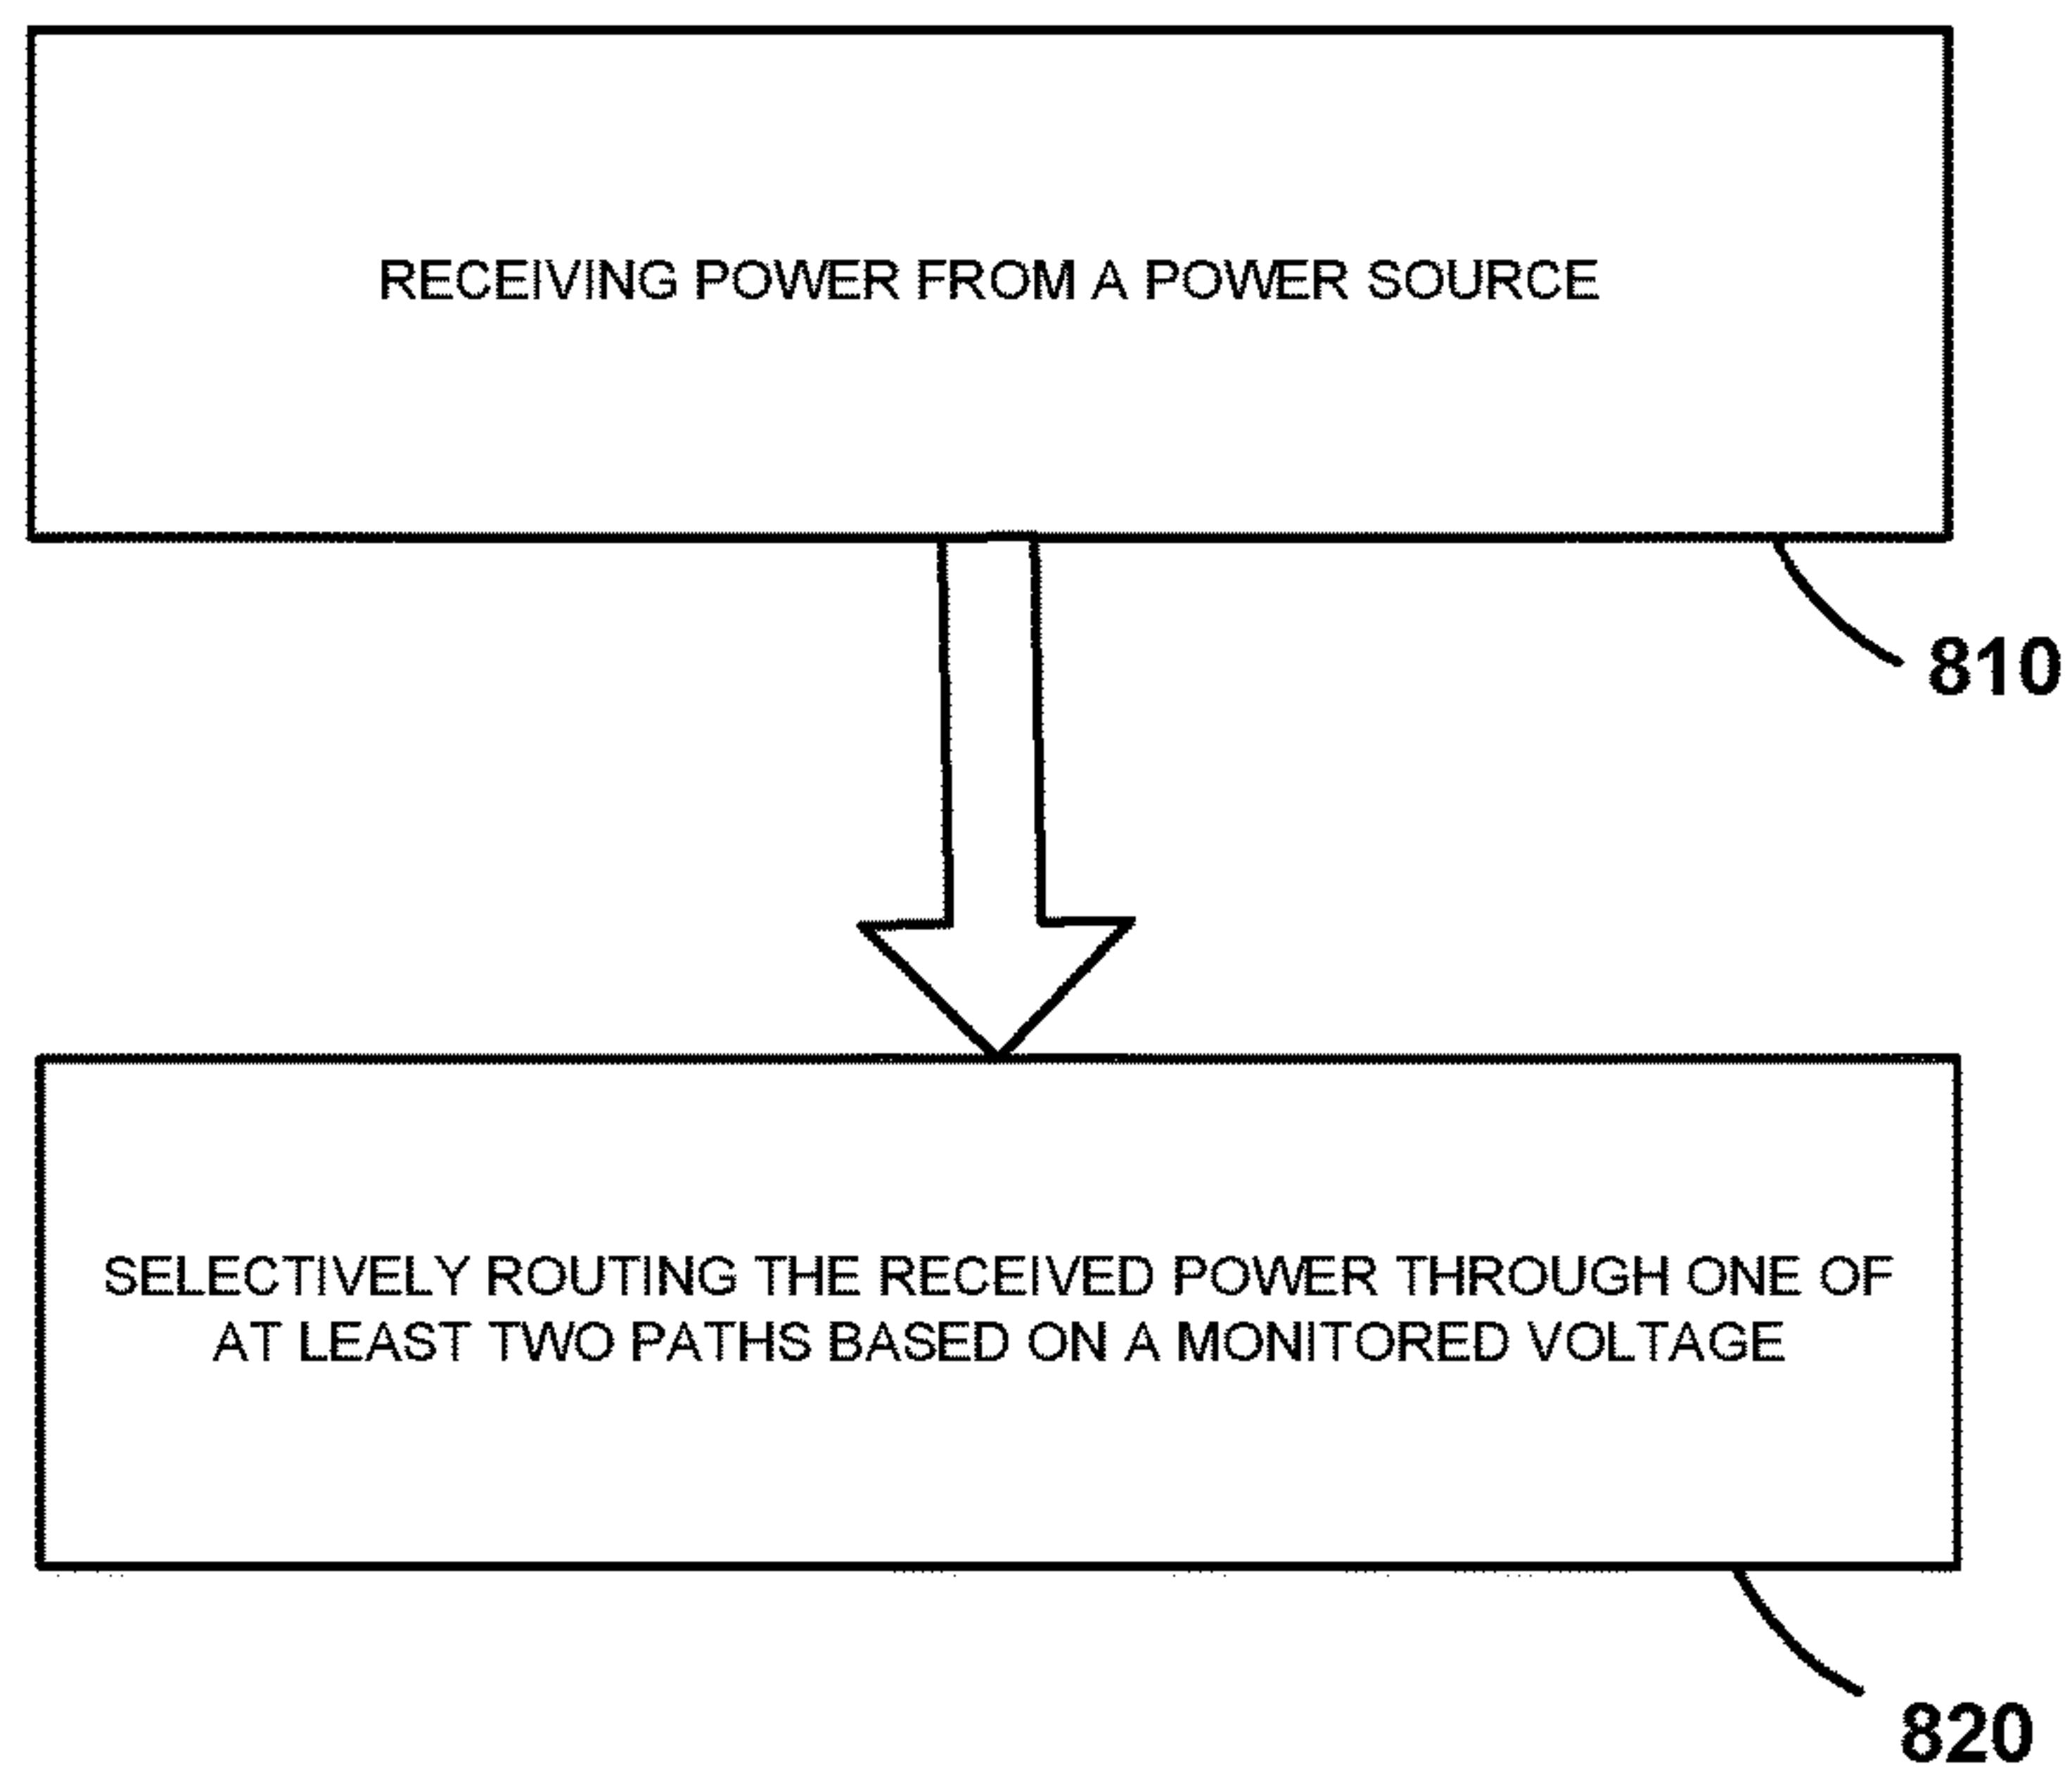 RECEIVING POWER FROM A POWER SOURCE
810
SELECTIVELY ROUTING THE RECEIVED POWER THROUGH ONE OF
AT LEAST TWO PATHS BASED ON A MONITORED VOLTAGE
820